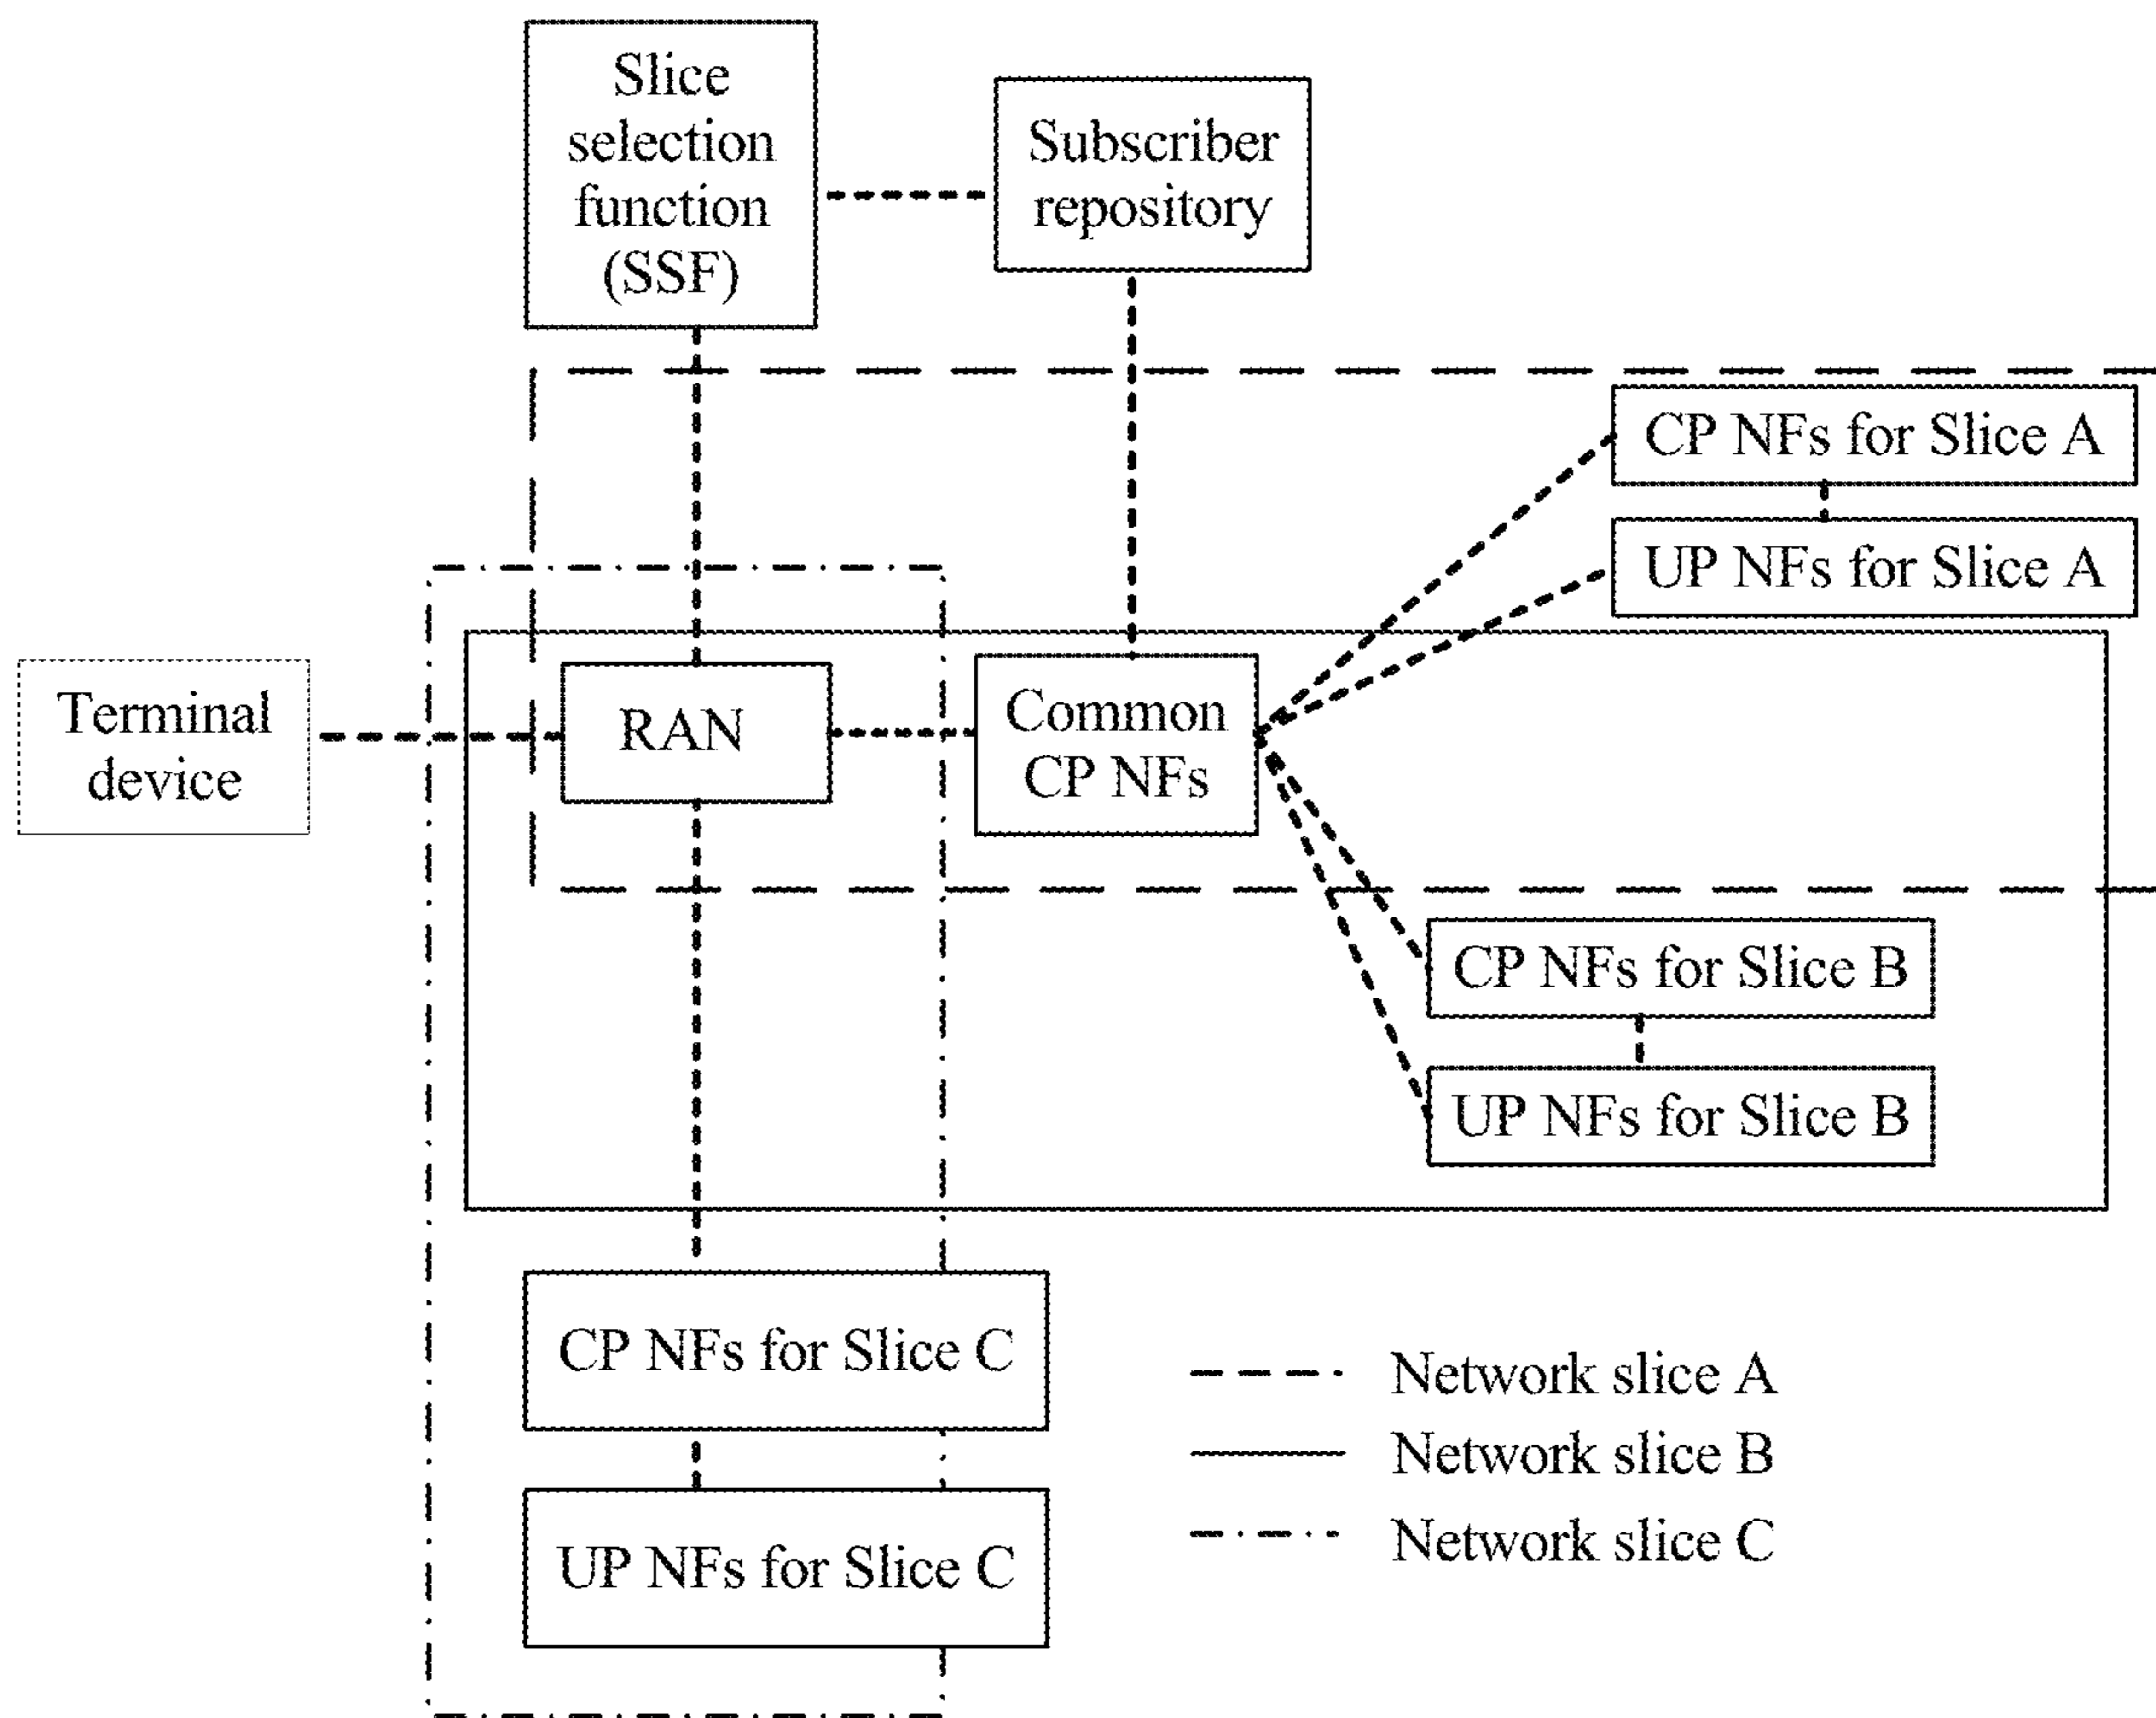 Slice
selection
function
(SSF)
Subscriber
repository
CP NFs for Slice A
UP NFs for Slice A
Terminal
device
RAN
Common
CP NFs
CP NFs for Slice B
UP NFs for Slice B
CP NFs for Slice C
UP NFs for Slice C
Network slice A
Network slice B
Network slice C